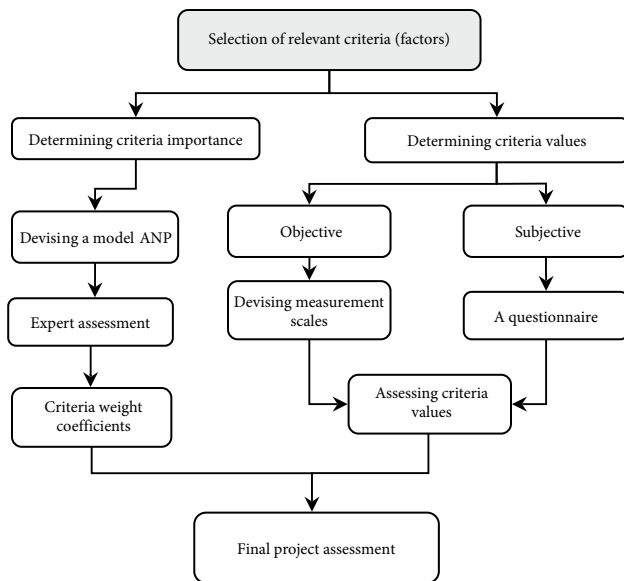 Selection of relevant criteria (factors)
Determining criteria importance
Determining criteria values
Devising a model ANP
Objective
Subjective
Expert assessment
Devising measurement
scales
A questionnaire
Criteria weight
coefficients
Assessing criteria
values
Final project assessment